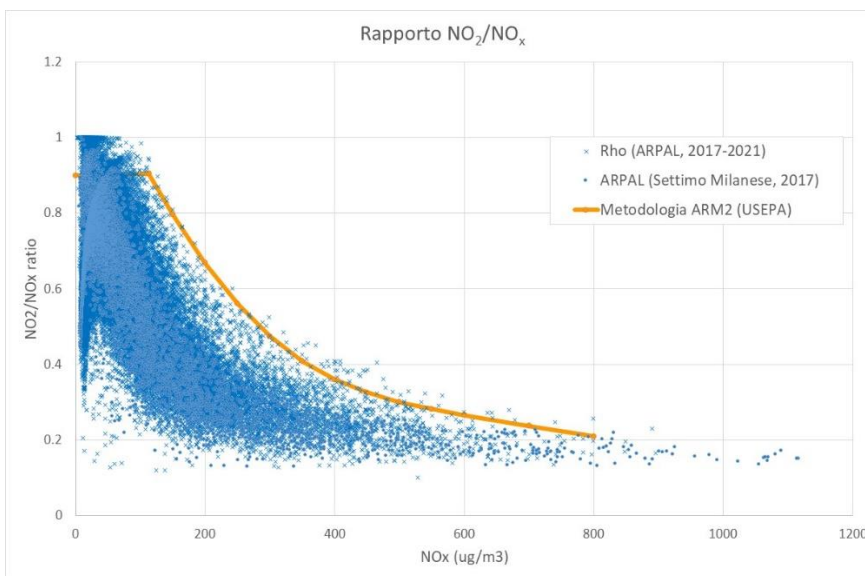 Rapporto NO₂/NOₓ
1.2
1
0.8
0.6
0.4
0.2
0
NO2/NOx ratio
Rho (ARPAL, 2017-2021)
ARPAL (Settimo Milanese, 2017)
Metodologia ARM2 (USEPA)
0 200 400 600 800 1000 1200
NOx (ug/m3)